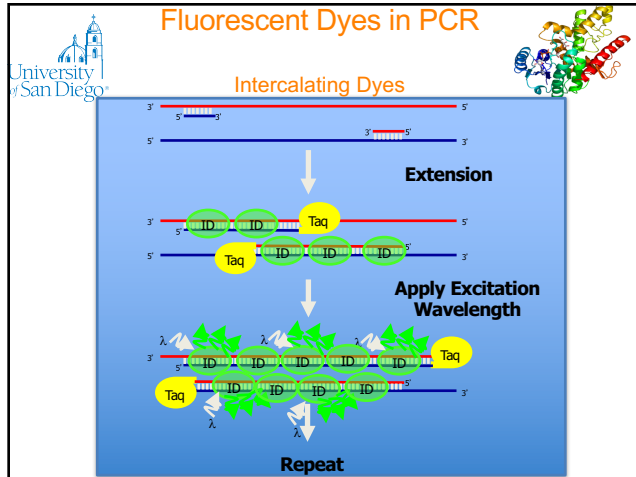 Fluorescent Dyes in PCR
University
of San Diego®
Intercalating Dyes
3' 5'
5' 3'
3' 5'
5' 3'
Extension
3' ID ID Taq 5'
5'
Taq ID ID ID 5'
5' 3'
Apply Excitation
Wavelength
λ λ λ
3' ID ID ID ID ID Taq 5'
5'
Taq ID ID ID ID 5'
5' 3'
λ λ
Repeat